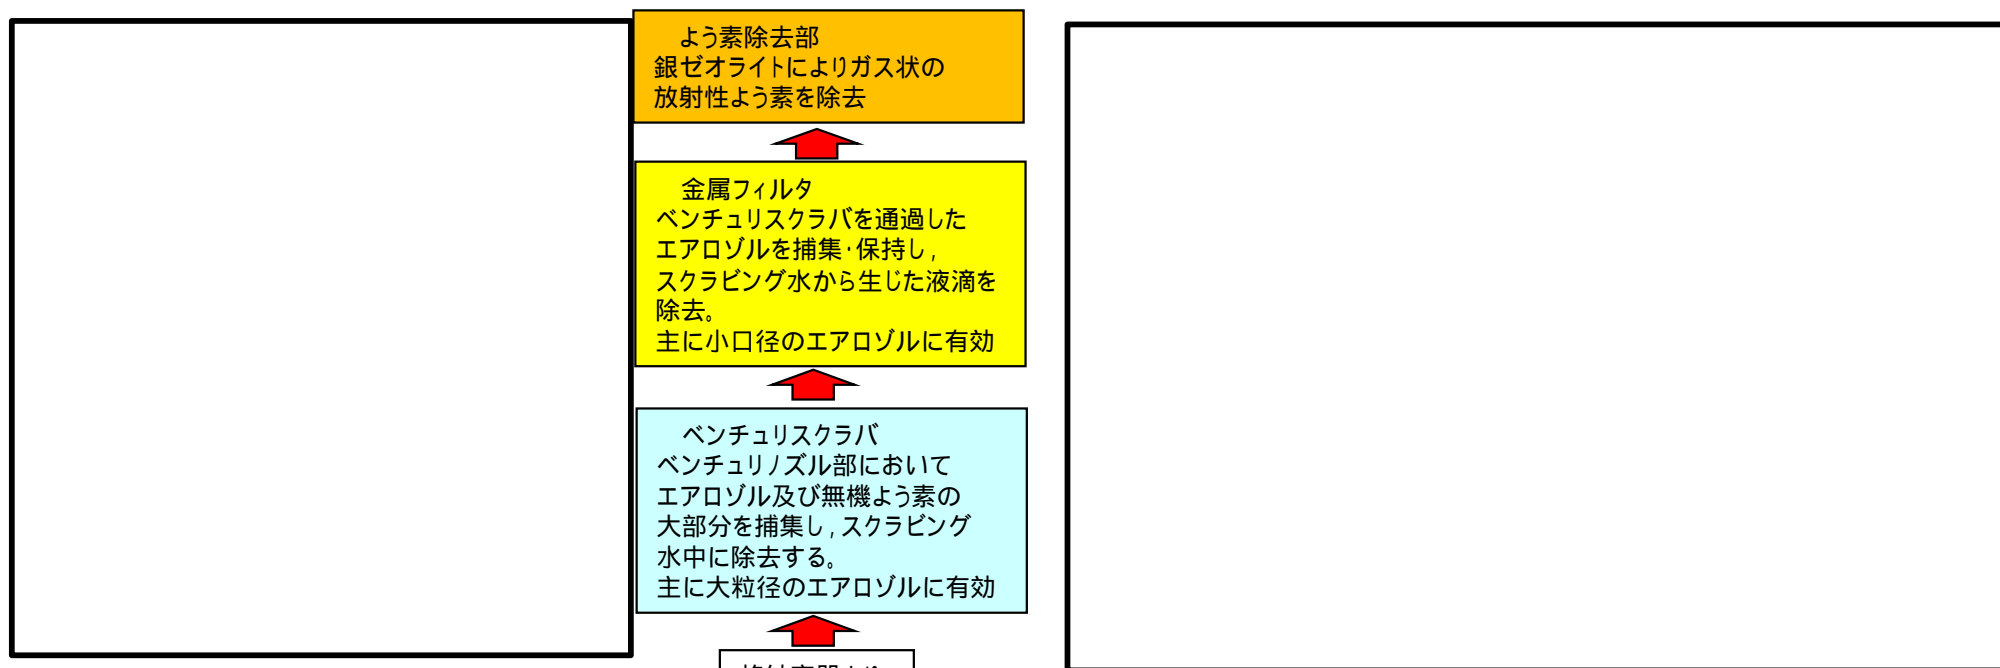 よう素除去部
銀ゼオライトによりガス状の
放射性よう素を除去
金属フィルタ
ベンチュリスクラバを通過した
エアロゾルを捕集・保持し，
スクラビング水から生じた液滴を
除去。
主に小口径のエアロゾルに有効
ベンチュリスクラバ
ベンチュリノズル部において
エアロゾル及び無機よう素の
大部分を捕集し，スクラビング
水中に除去する。
主に大粒径のエアロゾルに有効